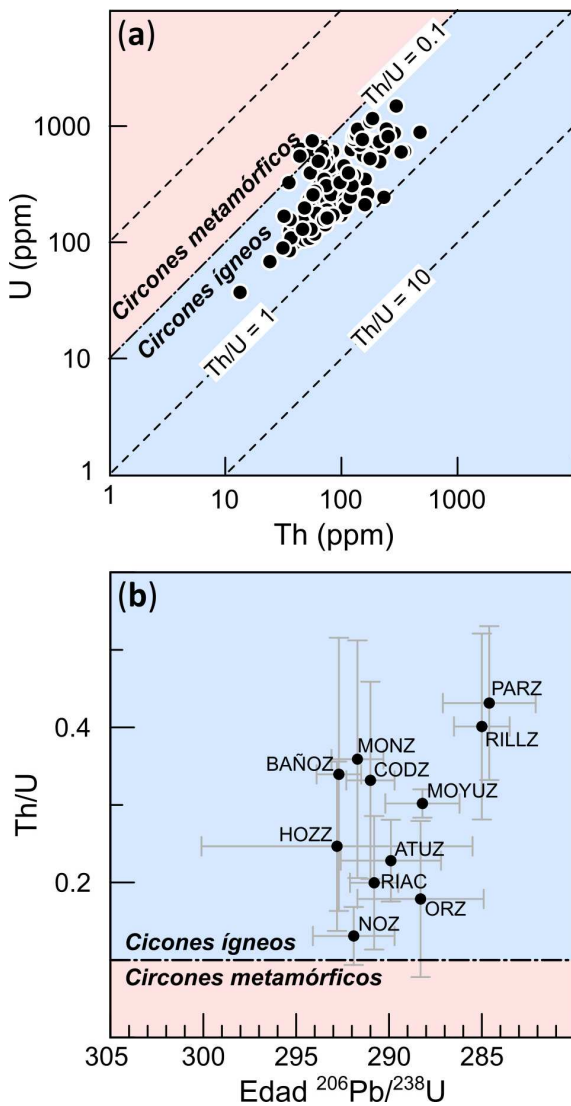 (a)
1000
100
10
1
U (ppm)
Th/U = 0.1
Circones metamórficos
Circones ígneos
Th/U = 1
Th/U = 10
1
10
100
1000
Th (ppm)
(b)
0.4
0.2
Th/U
PARZ
RILLZ
MONZ
BAÑOZ
CODZ
MOYUZ
HOZZ
ATUZ
RIAC
ORZ
NOZ
Cicones ígneos
Circones metamórficos
305
300
295
290
285
Edad ²⁰⁶Pb/²³⁸U